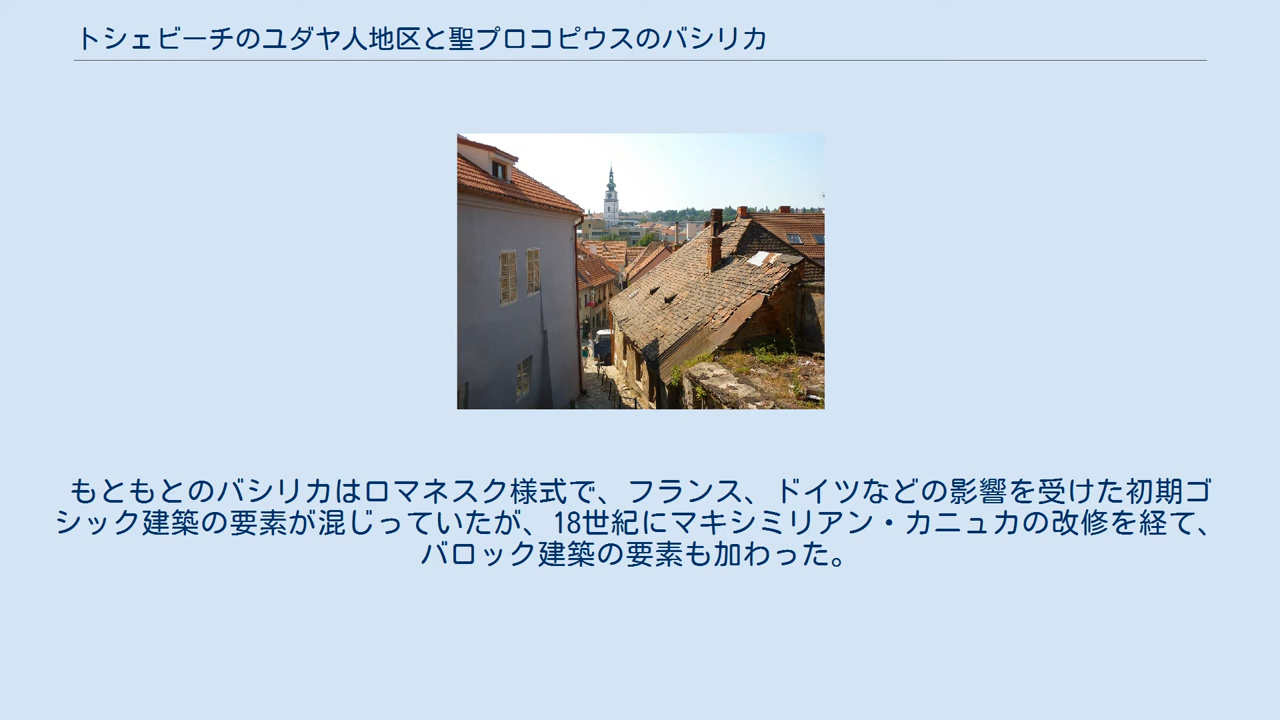 トシェビーチのユダヤ人地区と聖プロコピウスのバシリカ
もともとのバシリカはロマネスク様式で、フランス、ドイツなどの影響を受けた初期ゴ
シック建築の要素が混じっていたが、18世紀にマキシミリアン・カニュカの改修を経て、
バロック建築の要素も加わった。